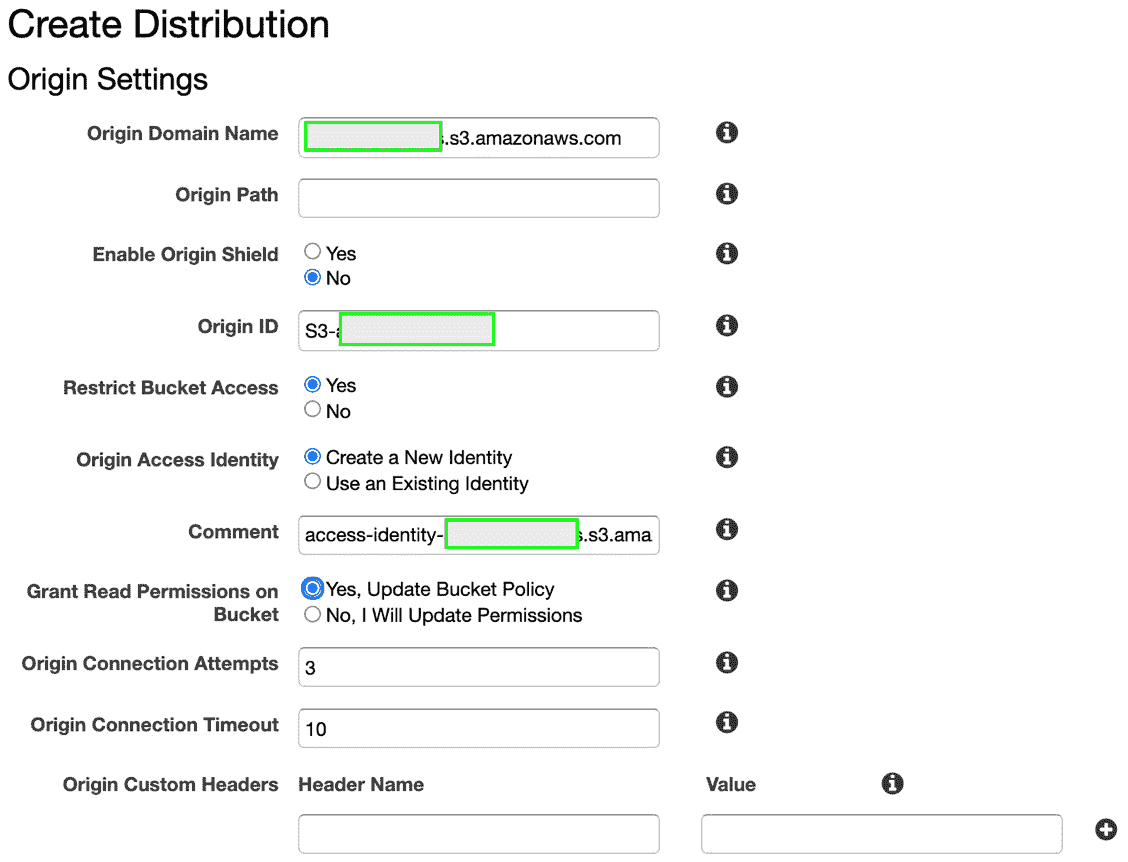 Create Distribution
Origin Settings
Origin Domain Name .s3.amazonaws.com
Origin Path
Enable Origin Shield Yes
No
Origin ID S3-
Restrict Bucket Access Yes
No
Origin Access Identity Create a New Identity
Use an Existing Identity
Comment access-identity- .s3.ama
Grant Read Permissions on Bucket Yes, Update Bucket Policy
No, I Will Update Permissions
Origin Connection Attempts 3
Origin Connection Timeout 10
Origin Custom Headers Header Name Value